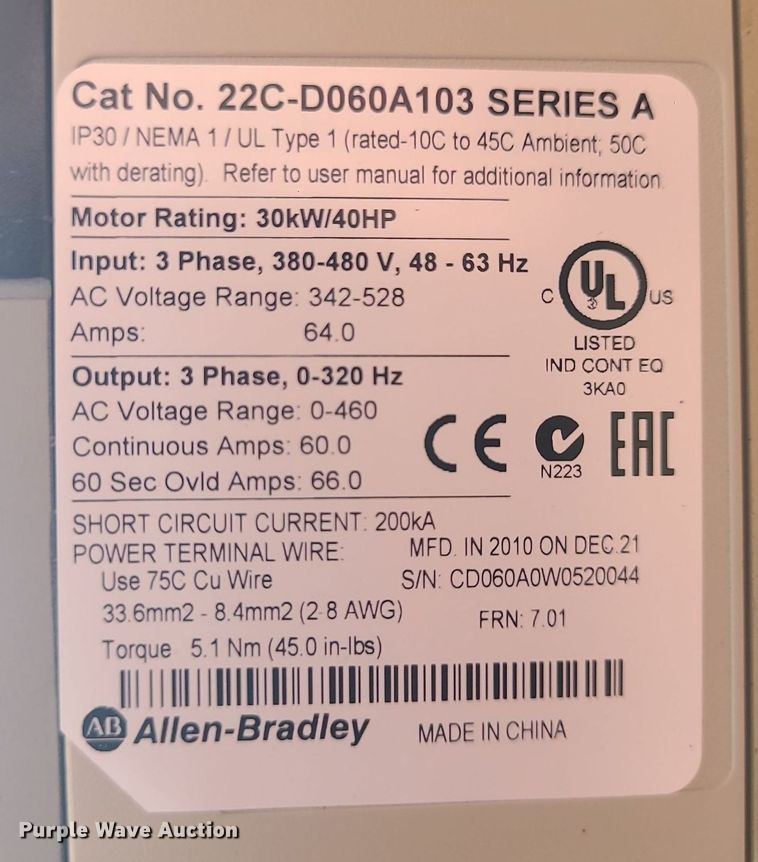 Cat No. 22C-D060A103 SERIES A
IP30 / NEMA 1 / UL Type 1 (rated-10C to 45C Ambient, 50C
with derating). Refer to user manual for additional information.
Motor Rating: 30kW/40HP
Input: 3 Phase, 380-480 V, 48 - 63 Hz
AC Voltage Range: 342-528
Amps: 64.0
C UL US
LISTED
IND CONT EQ
3KA0
Output: 3 Phase, 0-320 Hz
AC Voltage Range: 0-460
Continuous Amps: 60.0
60 Sec Ovld Amps: 66.0
CE
N223
EAC
SHORT CIRCUIT CURRENT: 200kA
POWER TERMINAL WIRE:
Use 75C Cu Wire
33.6mm2 - 8.4mm2 (2-8 AWG)
Torque 5.1 Nm (45.0 in-lbs)
MFD. IN 2010 ON DEC.21
S/N: CD060A0W0520044
FRN: 7.01
AB Allen-Bradley
MADE IN CHINA
Purple Wave Auction